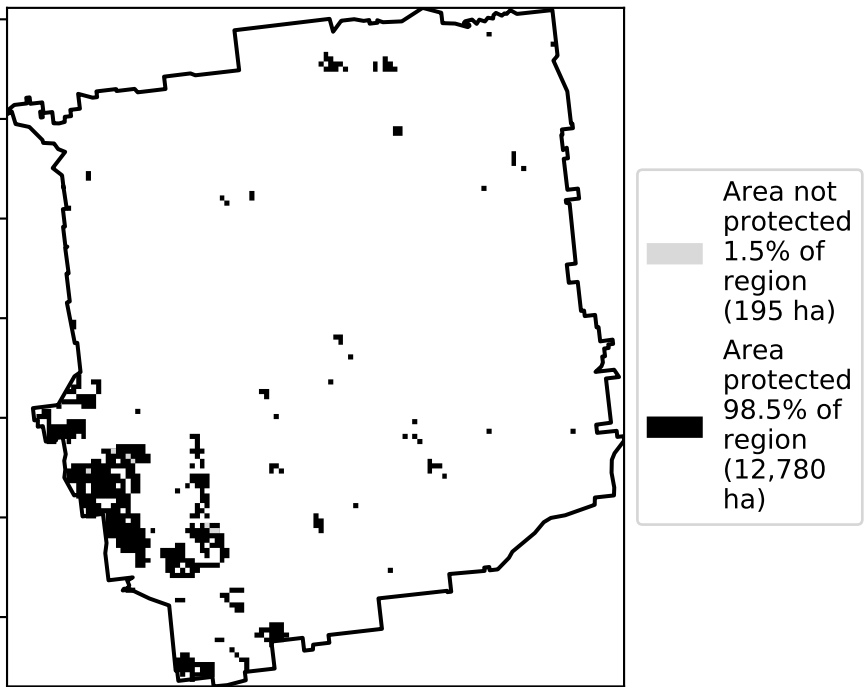 Area not
protected
1.5% of
region
(195 ha)
Area
protected
98.5% of
region
(12,780
ha)